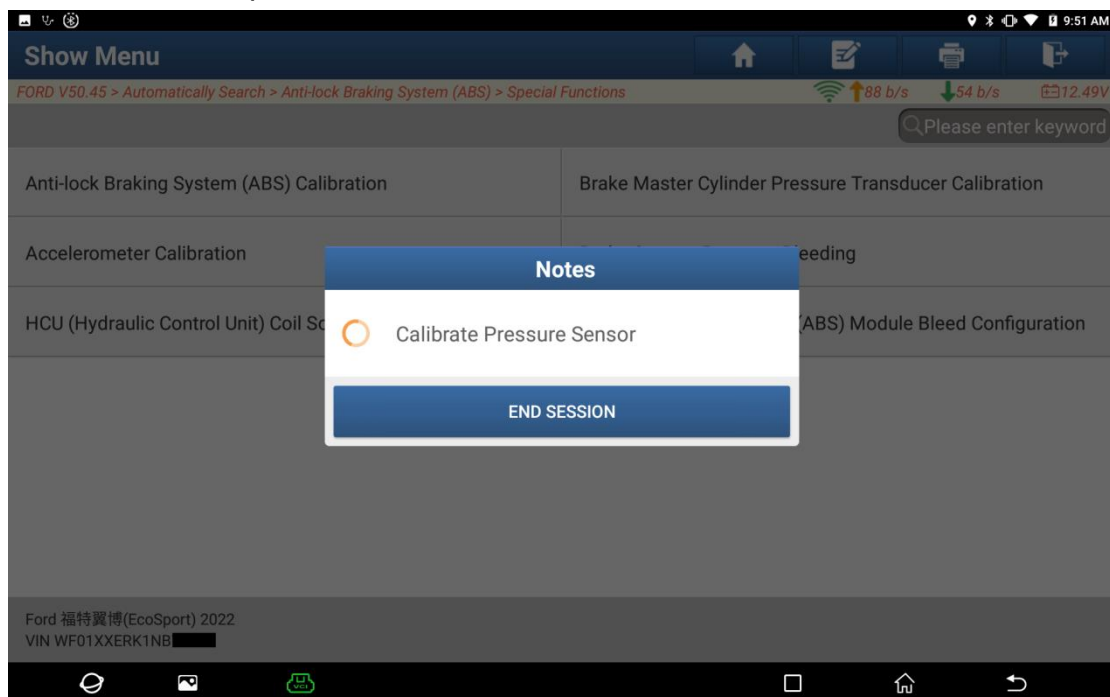 9:51 AM
Show Menu
FORD V50.45 > Automatically Search > Anti-lock Braking System (ABS) > Special Functions
88 b/s
54 b/s
12.49V
Please enter keyword
Anti-lock Braking System (ABS) Calibration
Brake Master Cylinder Pressure Transducer Calibration
Accelerometer Calibration
eeding
HCU (Hydraulic Control Unit) Coil
(ABS) Module Bleed Configuration
Notes
Calibrate Pressure Sensor
END SESSION
Ford 福特翼博(EcoSport) 2022
VIN WF01XXERK1NB
VCI